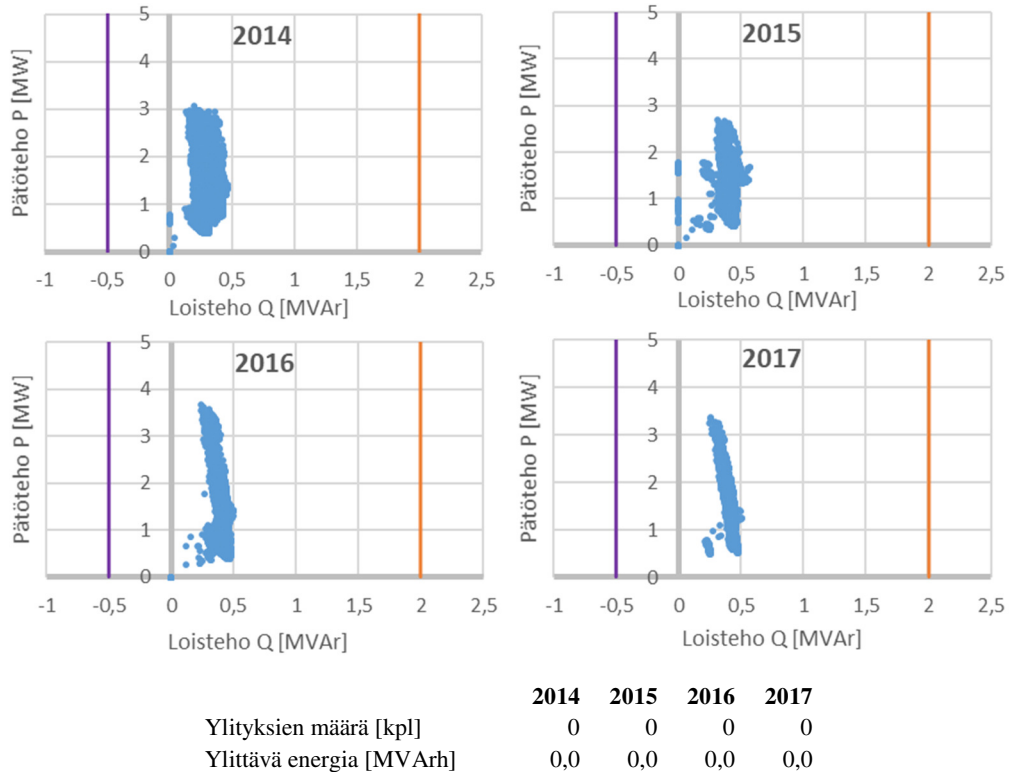 2014
Pätöteho P [MW]
5
4
3
2
1
0
-1 -0,5 0 0,5 1 1,5 2 2,5
Loisteho Q [MVAr]
2015
Pätöteho P [MW]
5
4
3
2
1
0
-1 -0,5 0 0,5 1 1,5 2 2,5
Loisteho Q [MVAr]
2016
Pätöteho P [MW]
5
4
3
2
1
0
-1 -0,5 0 0,5 1 1,5 2 2,5
Loisteho Q [MVAr]
2017
Pätöteho P [MW]
5
4
3
2
1
0
-1 -0,5 0 0,5 1 1,5 2 2,5
Loisteho Q [MVAr]
2014 2015 2016 2017
Ylityksien määrä [kpl] 0 0 0 0
Ylittävä energia [MVArh] 0,0 0,0 0,0 0,0